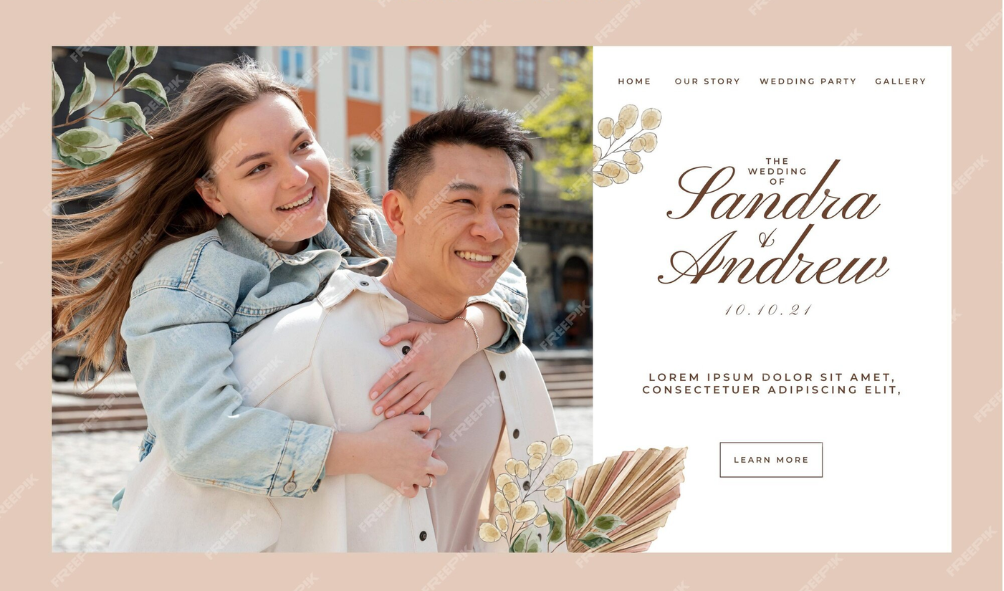 HOME OUR STORY WEDDING PARTY GALLERY
THE
WEDDING
OF
Sandra
&
Andrew
10.10.21
LOREM IPSUM DOLOR SIT AMET,
CONSECTETUER ADIPISCING ELIT,
LEARN MORE
FREEPIK